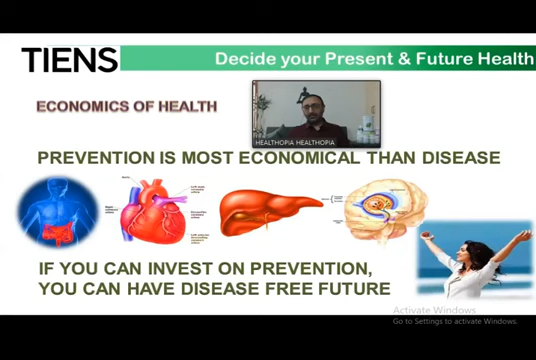 TIENS
Decide your Present & Future Health
ECONOMICS OF HEALTH
HEALTHOPIA HEALTHOPIA
PREVENTION IS MOST ECONOMICAL THAN DISEASE
IF YOU CAN INVEST ON PREVENTION,
YOU CAN HAVE DISEASE FREE FUTURE
Activate Windows
Go to Settings to activate Windows.